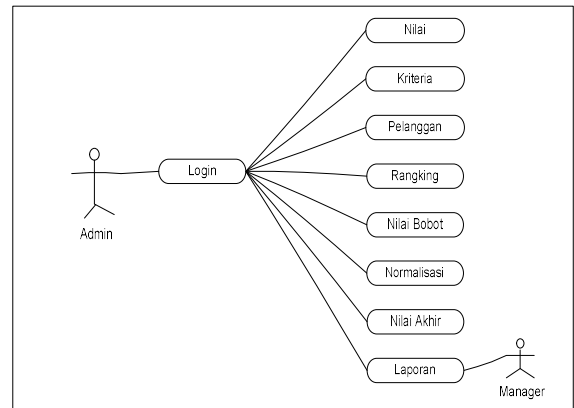 Nilai
Kriteria
Pelanggan
Rangking
Nilai Bobot
Normalisasi
Nilai Akhir
Laporan
Login
Admin
Manager